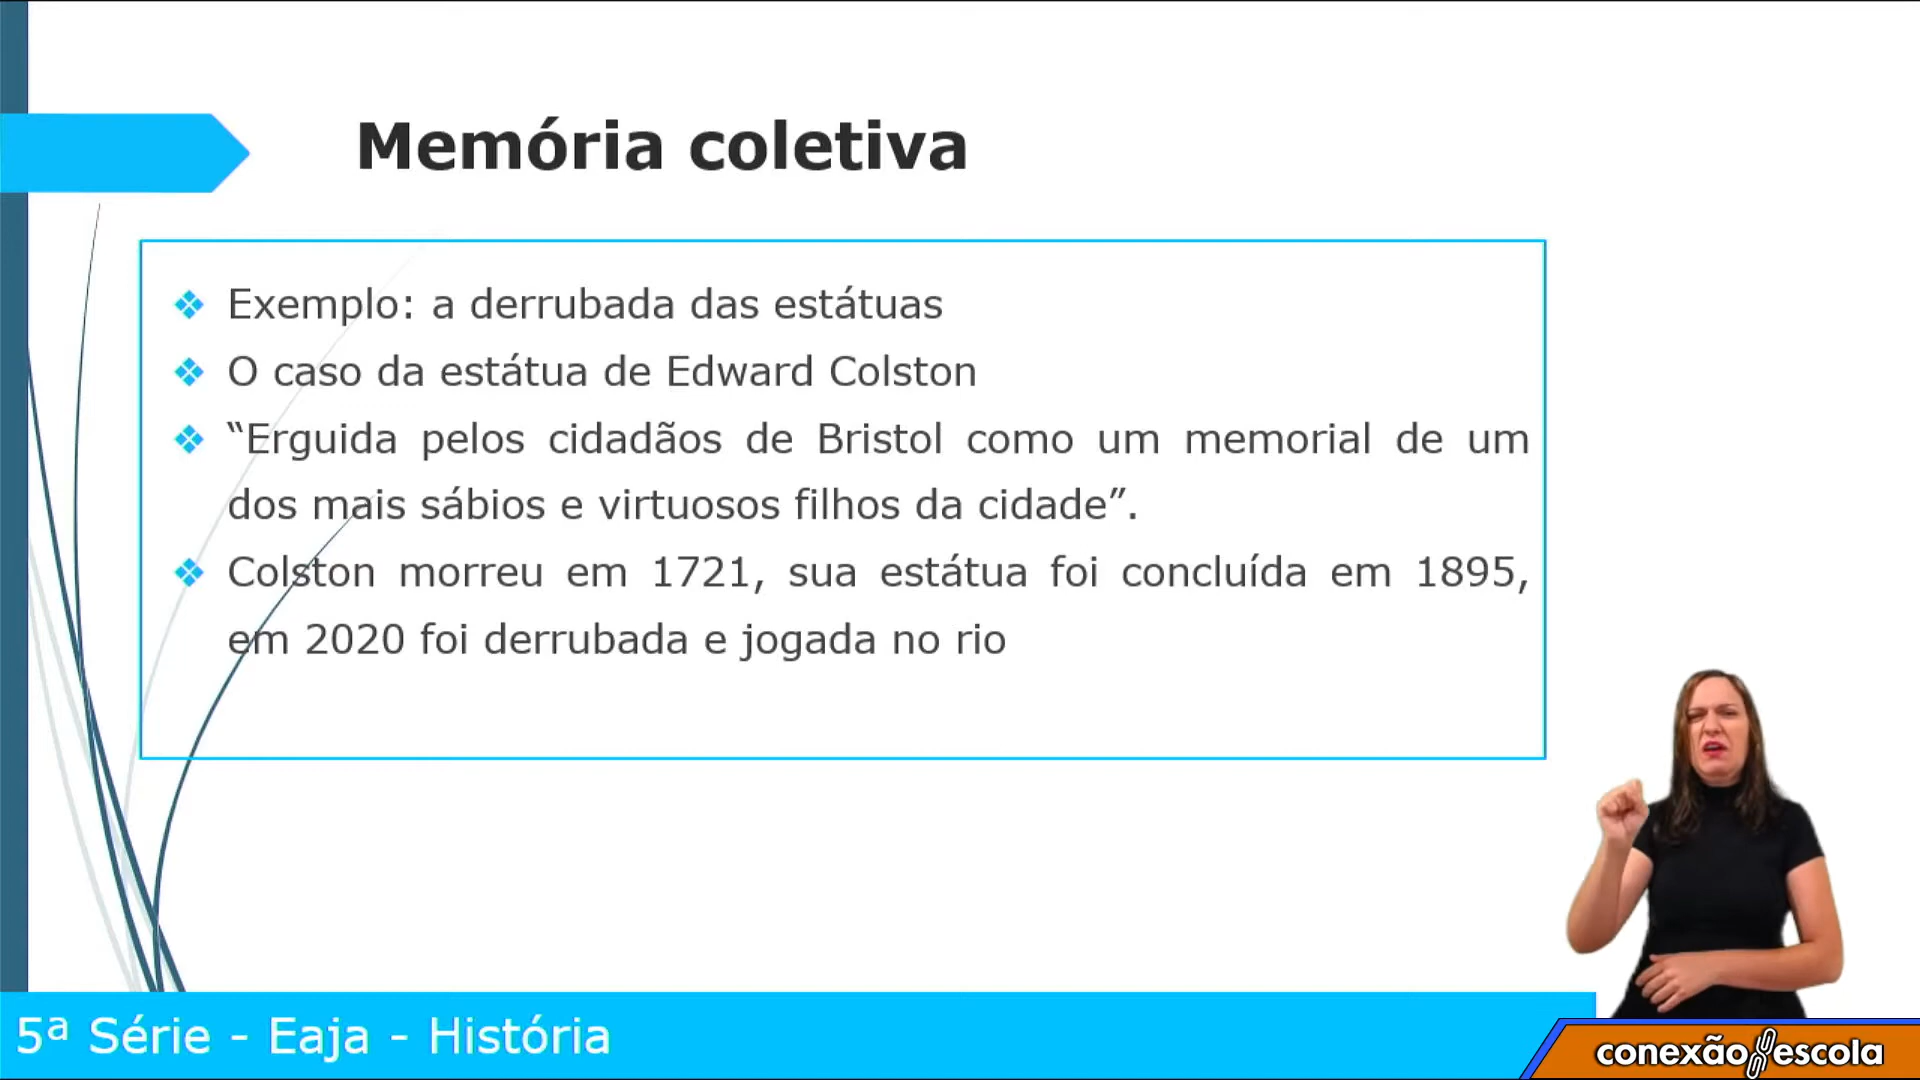 Memória coletiva
Exemplo: a derrubada das estátuas
O caso da estátua de Edward Colston
“Erguida pelos cidadãos de Bristol como um memorial de um
dos mais sábios e virtuosos filhos da cidade”.
Colston morreu em 1721, sua estátua foi concluída em 1895,
em 2020 foi derrubada e jogada no rio
5ª Série - Eaja - História
conexão escola